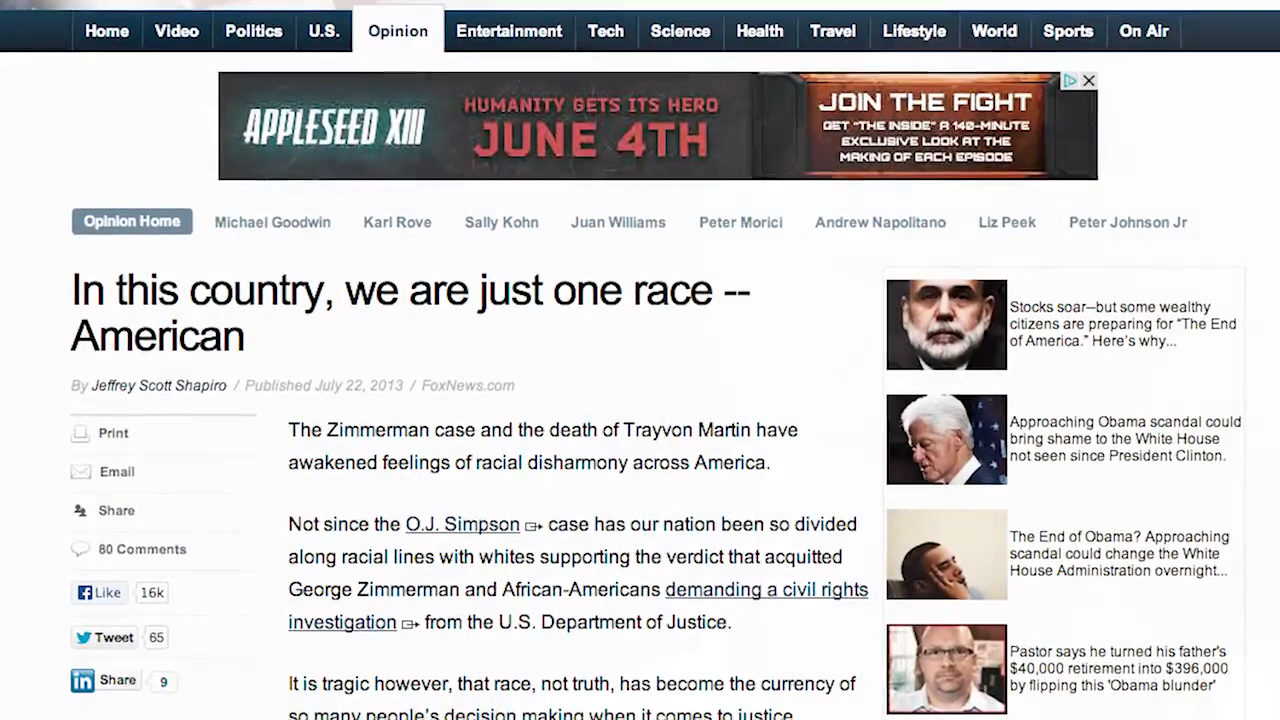 Home Video Politics U.S. Opinion Entertainment Tech Science Health Travel Lifestyle World Sports On Air
APPLESEED XIII
HUMANITY GETS ITS HERO
JUNE 4TH
JOIN THE FIGHT
GET "THE INSIDE" A 140-MINUTE
EXCLUSIVE LOOK AT THE
MAKING OF EACH EPISODE
Opinion Home Michael Goodwin Karl Rove Sally Kohn Juan Williams Peter Morici Andrew Napolitano Liz Peek Peter Johnson Jr
In this country, we are just one race --
American
By Jeffrey Scott Shapiro / Published July 22, 2013 / FoxNews.com
Print
Email
Share
80 Comments
Like 16k
Tweet 65
in Share 9
The Zimmerman case and the death of Trayvon Martin have
awakened feelings of racial disharmony across America.
Not since the O.J. Simpson case has our nation been so divided
along racial lines with whites supporting the verdict that acquitted
George Zimmerman and African-Americans demanding a civil rights
investigation from the U.S. Department of Justice.
It is tragic however, that race, not truth, has become the currency of
so many people's decision making when it comes to justice
Stocks soar—but some wealthy
citizens are preparing for "The End
of America." Here's why...
Approaching Obama scandal could
bring shame to the White House
not seen since President Clinton.
The End of Obama? Approaching
scandal could change the White
House Administration overnight...
Pastor says he turned his father's
$40,000 retirement into $396,000
by flipping this 'Obama blunder'